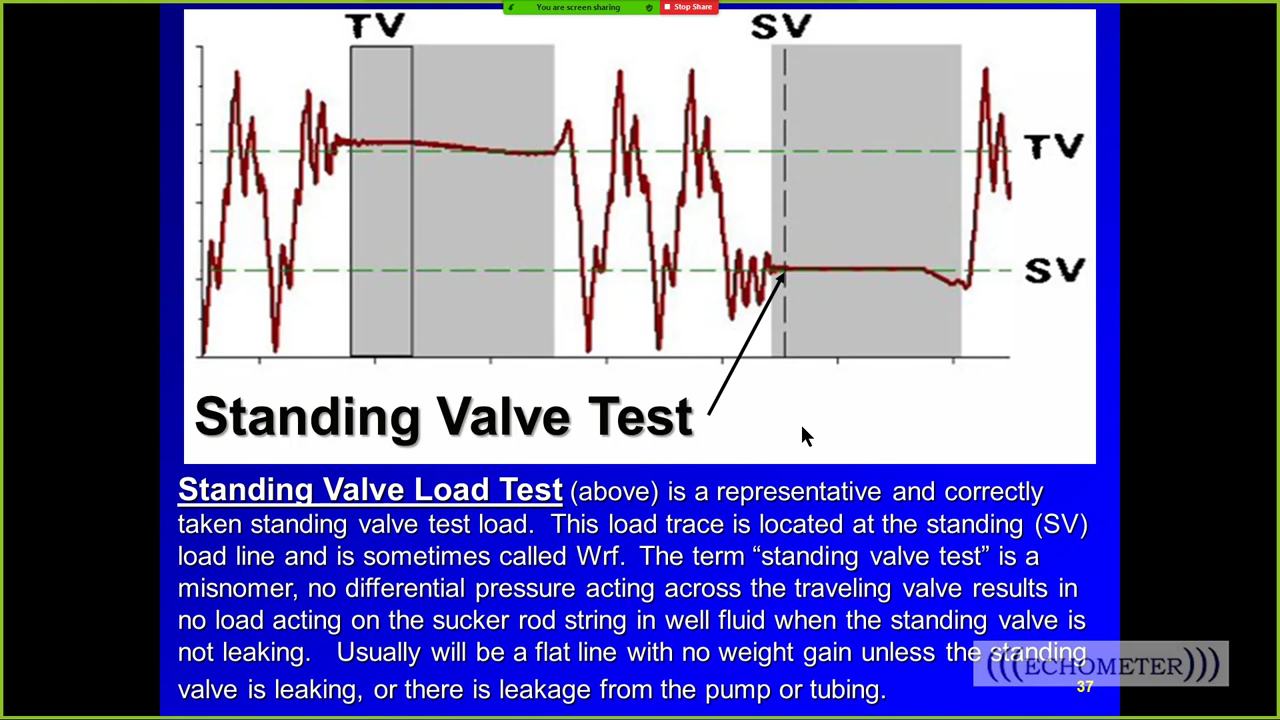 You are screen sharing
Stop Share
TV
SV
TV
SV
Standing Valve Test
Standing Valve Load Test (above) is a representative and correctly
taken standing valve test load. This load trace is located at the standing (SV)
load line and is sometimes called Wrf. The term “standing valve test” is a
misnomer, no differential pressure acting across the traveling valve results in
no load acting on the sucker rod string in well fluid when the standing valve is
not leaking. Usually will be a flat line with no weight gain unless the standing
valve is leaking, or there is leakage from the pump or tubing.
(((ECHOMETER)))
37